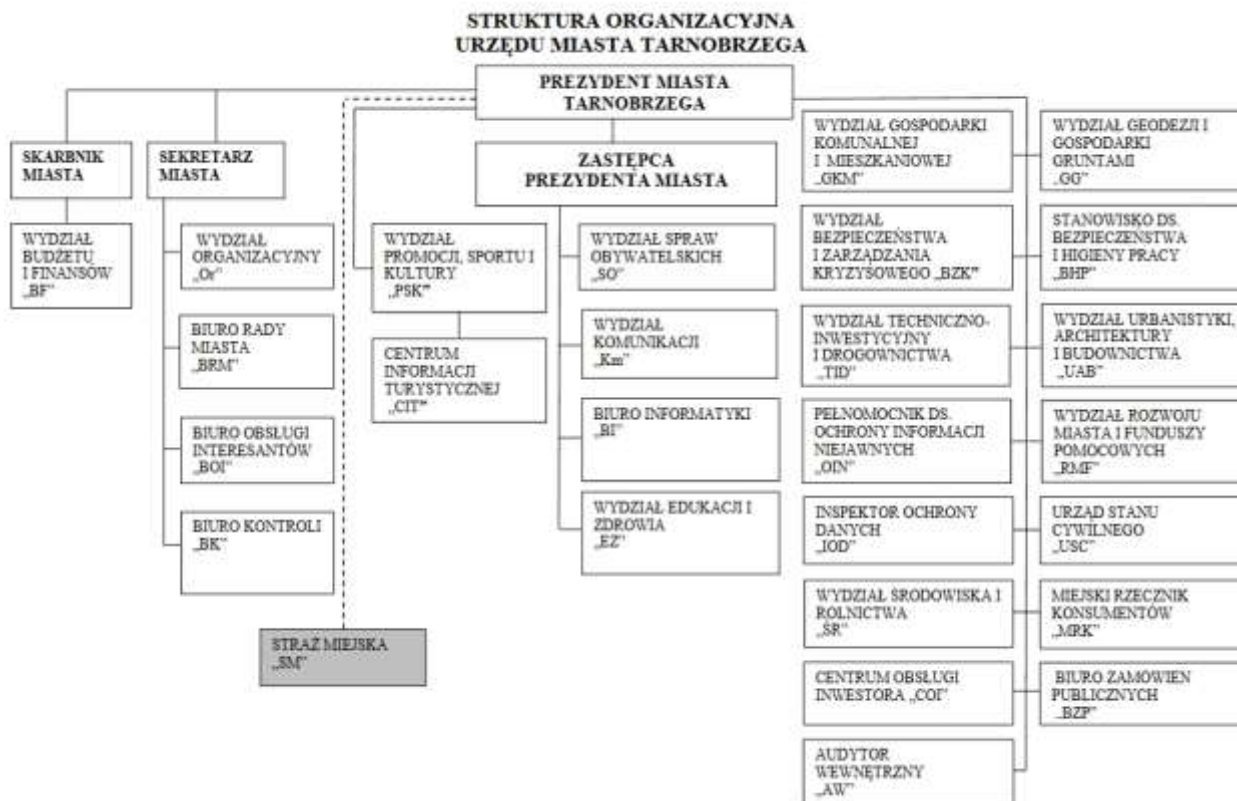 STRUKTURA ORGANIZACYJNA
URZĘDU MIASTA TARNOBRZEGA
PREZYDENT MIASTA
TARNOBRZEGA
SKARBNIK
MIASTA
SEKRETARZ
MIASTA
ZASTĘPCA
PREZYDENTA MIASTA
WYDZIAŁ
BUDŻETU
I FINANSÓW
„BF”
WYDZIAŁ
ORGANIZACYJNY
„Or”
BIURO RADY
MIASTA
„BRM”
BIURO OBSŁUGI
INTERESANTÓW
„BOI”
BIURO KONTROLI
„BK”
STRAŻ MIEJSKA
„SM”
WYDZIAŁ
PROMOCJI, SPORTU I
KULTURY
„PSK”
CENTRUM
INFORMACJI
TURYSTYCZNEJ
„CIT”
WYDZIAŁ SPRAW
OBYWATELSKICH
„SO”
WYDZIAŁ
KOMUNIKACJI
„Km”
BIURO INFORMATYKI
„BI”
WYDZIAŁ EDUKACJI I
ZDROWIA
„EZ”
WYDZIAŁ GOSPODARKI
KOMUNALNEJ
I MIESZKANIOWEJ
„GKM”
WYDZIAŁ GEODEZJI I
GOSPODARKI
GRUNTAMI
„GG”
WYDZIAŁ
BEZPIECZEŃSTWA
I ZARZĄDZANIA
KRYZYSOWEGO „BZK”
STANOWISKO DS.
BEZPIECZEŃSTWA
I HIGIENY PRACY
„BHP”
WYDZIAŁ TECHNICZNO-
INWESTYCYJNY
I DROGOWNICTWA
„TID”
WYDZIAŁ URBANISTYKI,
ARCHITEKTURY
I BUDOWNICTWA
„UAB”
PEŁNOMOCNIK DS.
OCHRONY INFORMACJI
NIEJAWNYCH
„OIN”
WYDZIAŁ ROZWOJU
MIASTA I FUNDUSZY
POMOCOWYCH
„RMF”
INSPEKTOR OCHRONY
DANYCH
„IOD”
URZĄD STANU
CYWILNEGO
„USC”
WYDZIAŁ ŚRODOWISKA I
ROLNICTWA
„ŚR”
MIEJSKI RZECZNIK
KONSUMENTÓW
„MRK”
CENTRUM OBSŁUGI
INWESTORA „COI”
BIURO ZAMÓWIEŃ
PUBLICZNYCH
„BZP”
AUDYTOR
WEWNĘTRZNY
„AW”